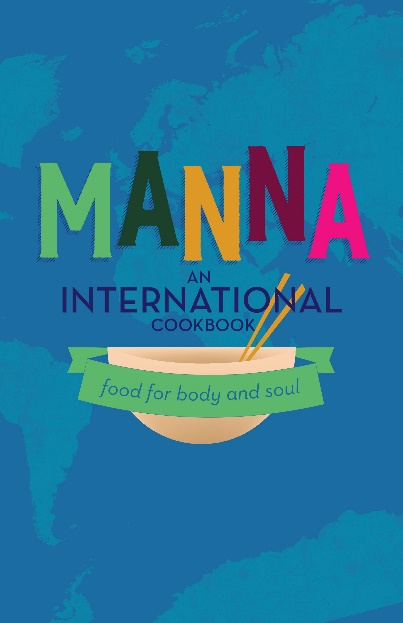 MANNA
AN
INTERNATIONAL
COOKBOOK
food for body and soul